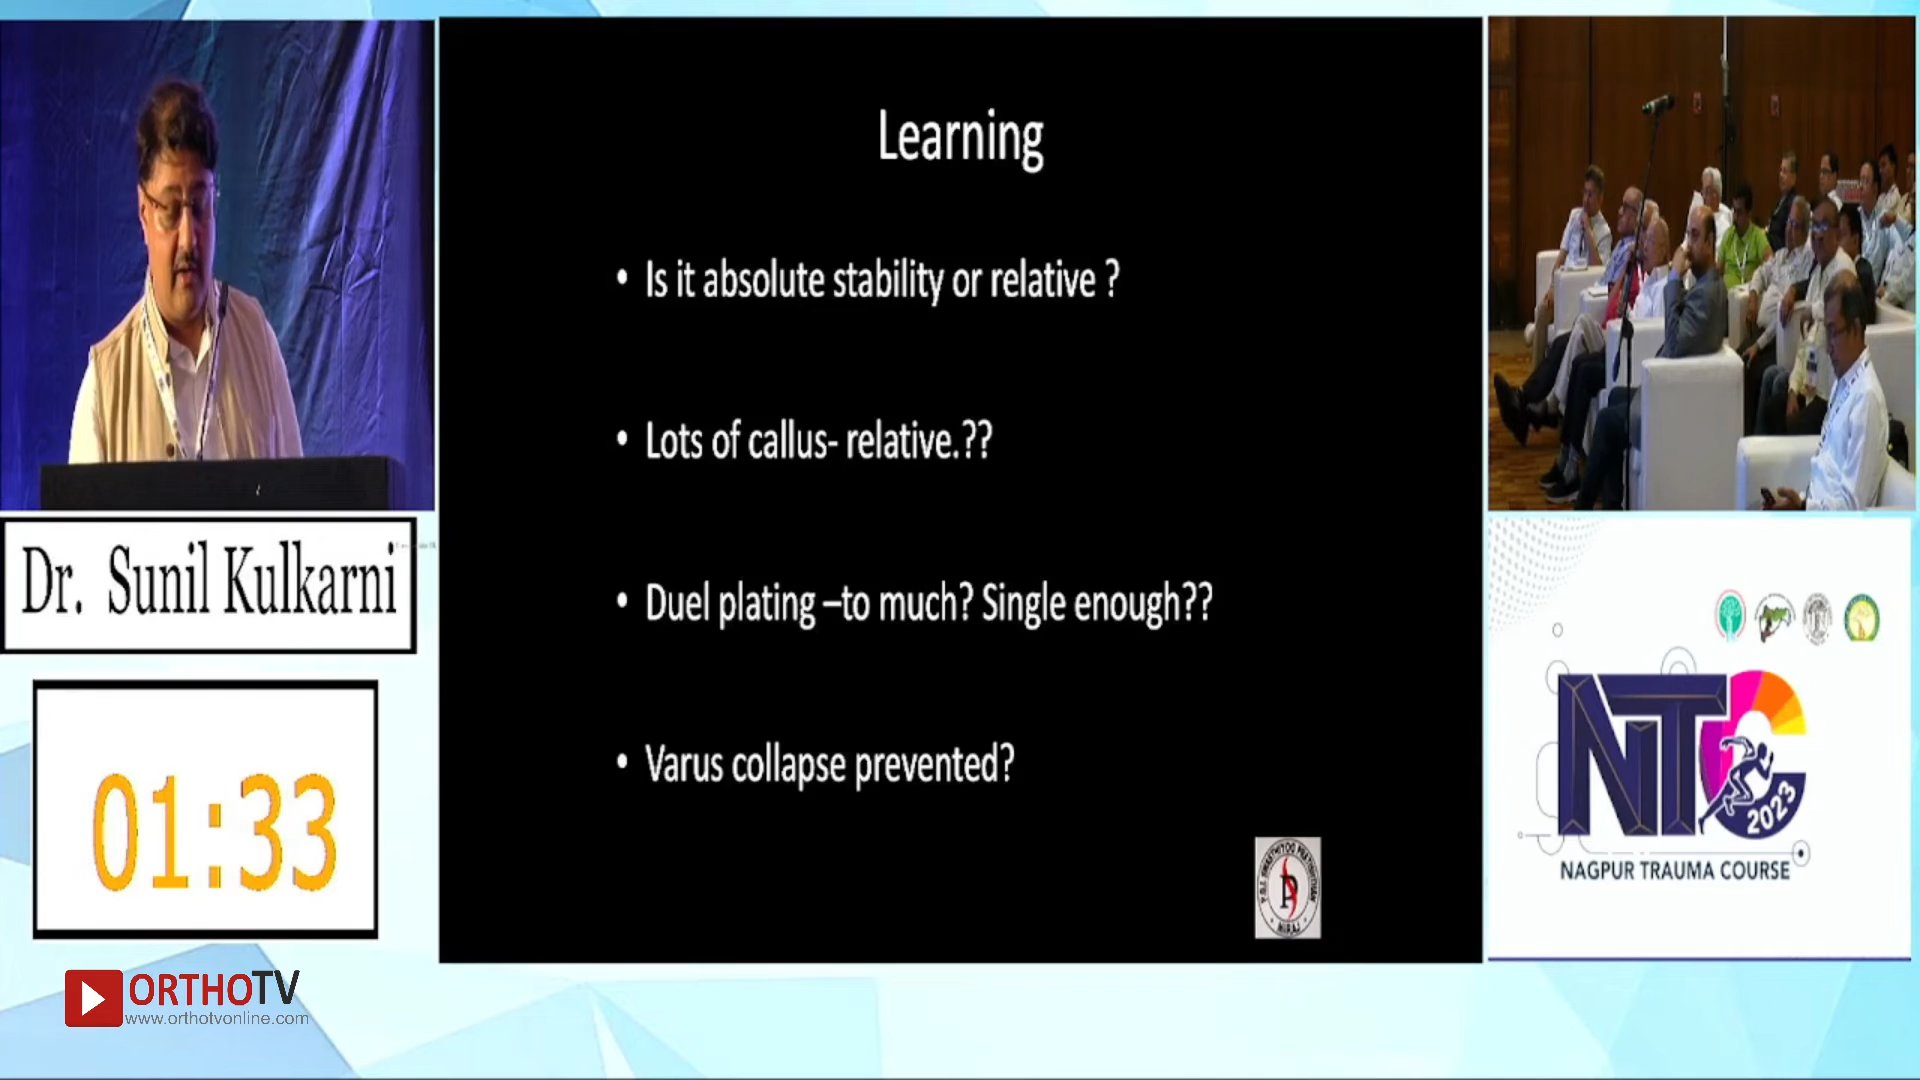 Learning
• Is it absolute stability or relative ?
• Lots of callus- relative.??
• Duel plating –to much? Single enough??
• Varus collapse prevented?
Dr. Sunil Kulkarni
01:33
ORTHOTV
www.orthotvonline.com
NTC
2023
NAGPUR TRAUMA COURSE
MIRAJ